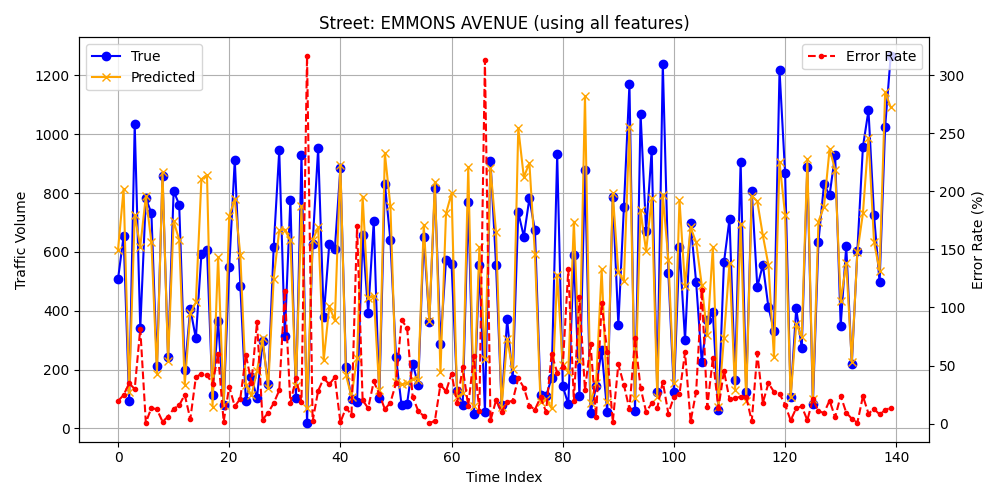 Street: EMMONS AVENUE (using all features)
True
Predicted
Error Rate
Traffic Volume
0
200
400
600
800
1000
1200
Error Rate (%)
0
50
100
150
200
250
300
0 20 40 60 80 100 120 140
Time Index